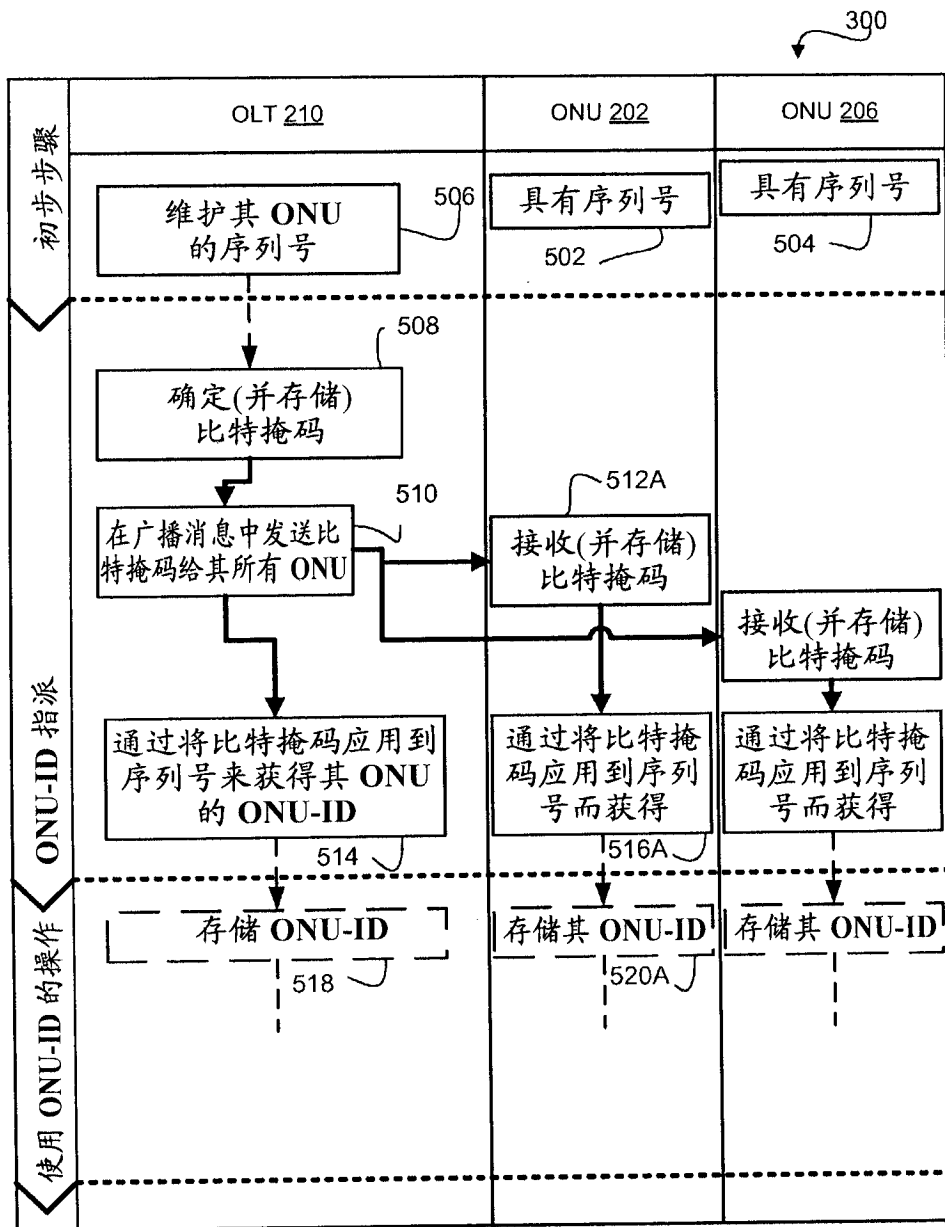 300
OLT 210
ONU 202
ONU 206
初步步骤
维护其 ONU
的序列号
506
具有序列号
502
具有序列号
504
508
确定(并存储)
比特掩码
510
在广播消息中发送比
特掩码给其所有 ONU
512A
接收(并存储)
比特掩码
接收(并存储)
比特掩码
ONU-ID 指派
通过将比特掩码应用到
序列号来获得其 ONU
的 ONU-ID
514
通过将比特掩
码应用到序列
号而获得
516A
通过将比特掩
码应用到序列
号而获得
使用 ONU-ID 的操作
存储 ONU-ID
518
存储其 ONU-ID
520A
存储其 ONU-ID